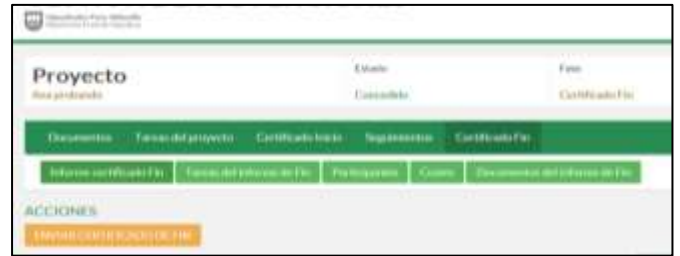 Proyecto
Estado
Fase
Concedido
Certificado Fin
Documentos Tareas del proyecto Certificado Inicio Seguimientos Certificado Fin
Informe certificado Fin Tareas del Informe de Fin Participantes Costes Documentos del informe de Fin
ACCIONES
ENVIAR CERTIFICADO DE FIN